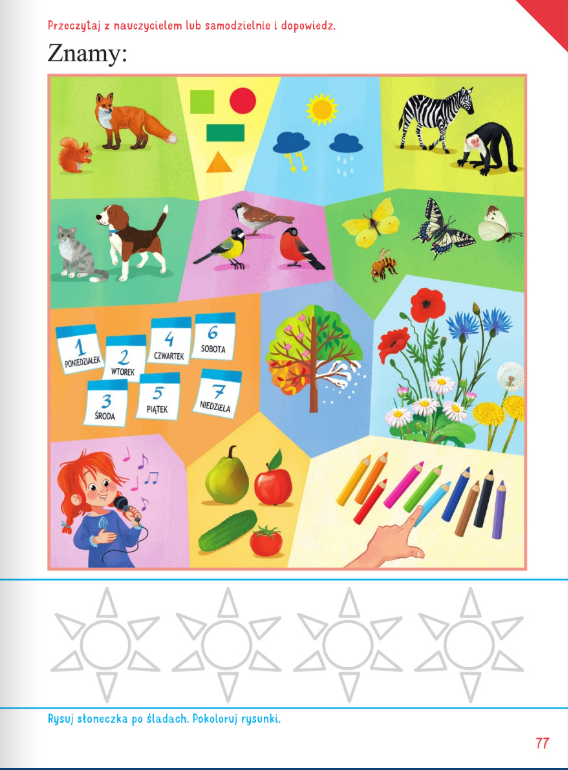 Przeczytaj z nauczycielem lub samodzielnie i dopowiedz.
Znamy:
1
PONIEDZIAŁEK
2
WTOREK
3
ŚRODA
4
CZWARTEK
5
PIĄTEK
6
SOBOTA
7
NIEDZIELA
Rysuj słoneczka po śladach. Pokoloruj rysunki.
77